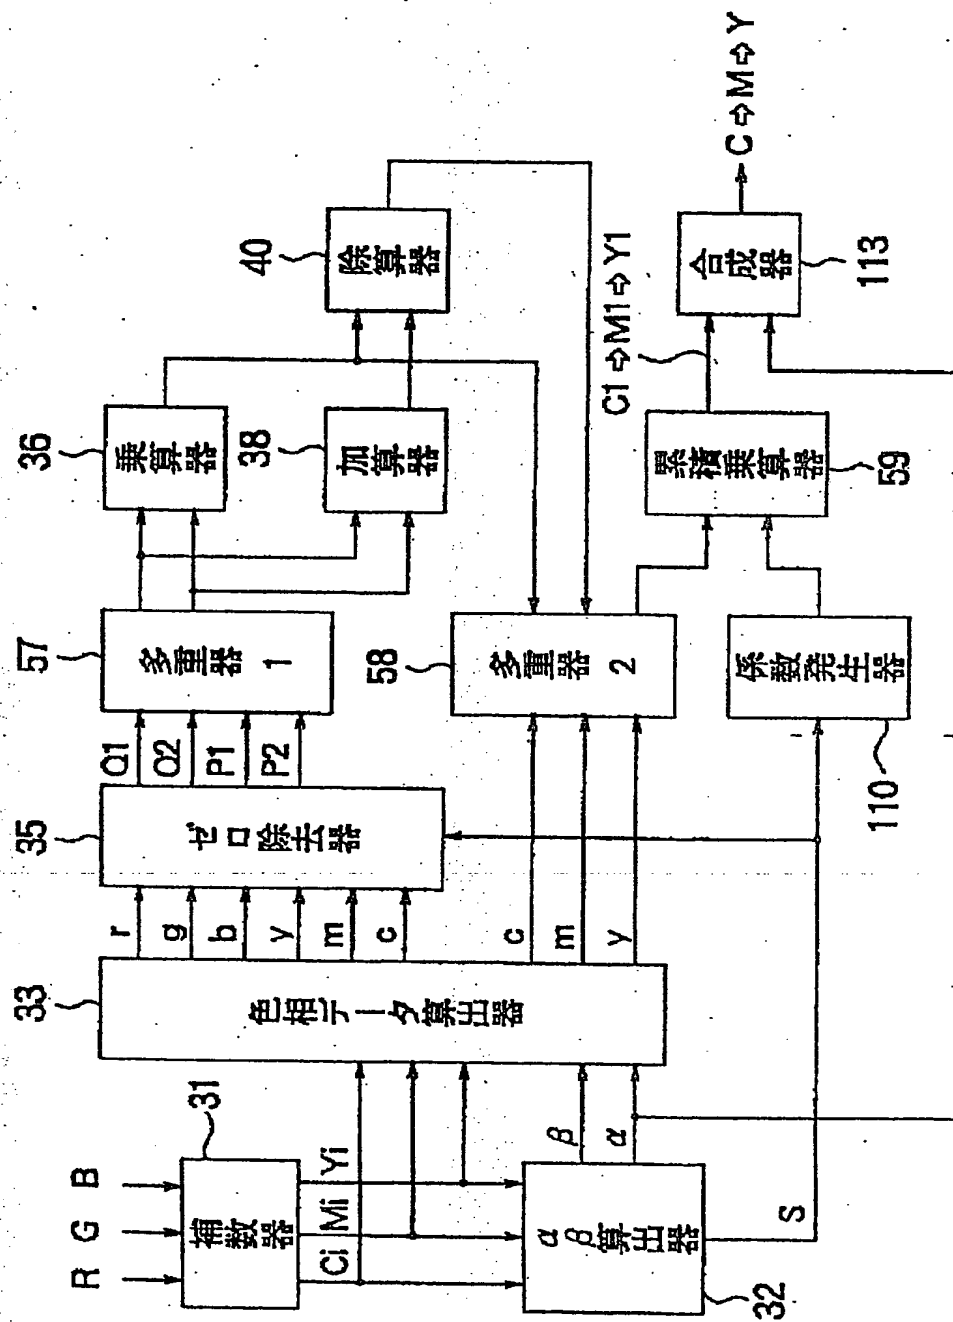 R
G
B
31
補数器
Ci
Mi
Yi
32
αβ算出器
β
α
S
33
色相データ算出器
r
g
b
y
m
c
c
m
y
35
ゼロ除去器
Q1
Q2
P1
P2
57
多重器
1
58
多重器
2
110
係数発生器
36
乗算器
38
加算器
59
累積乗算器
40
除算器
C1⇨M1⇨Y1
合成器
113
C⇨M⇨Y